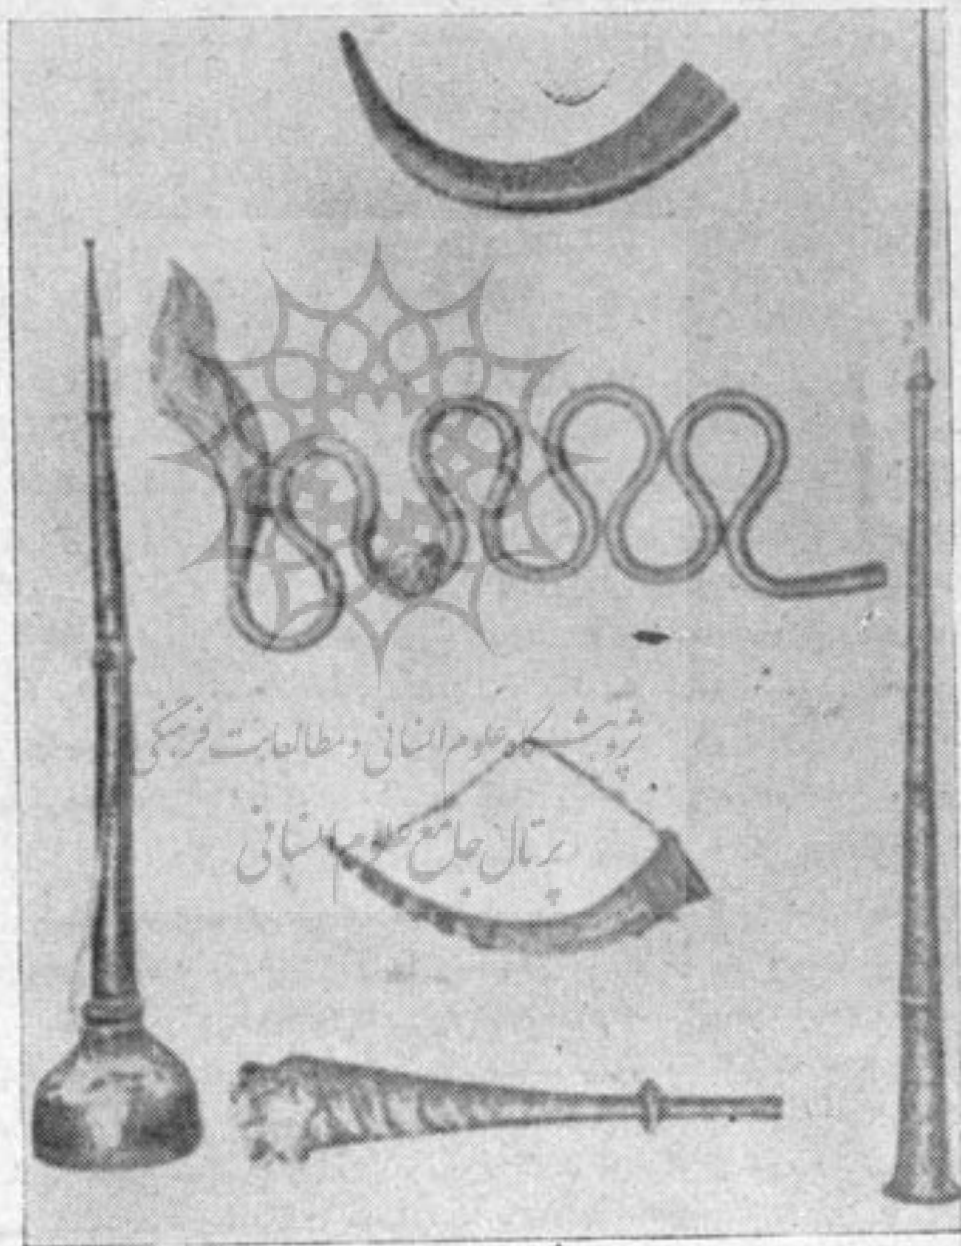 پژوهشگاه علوم انسانی و مطالعات فرهنگی
پرتال جامع علوم انسانی